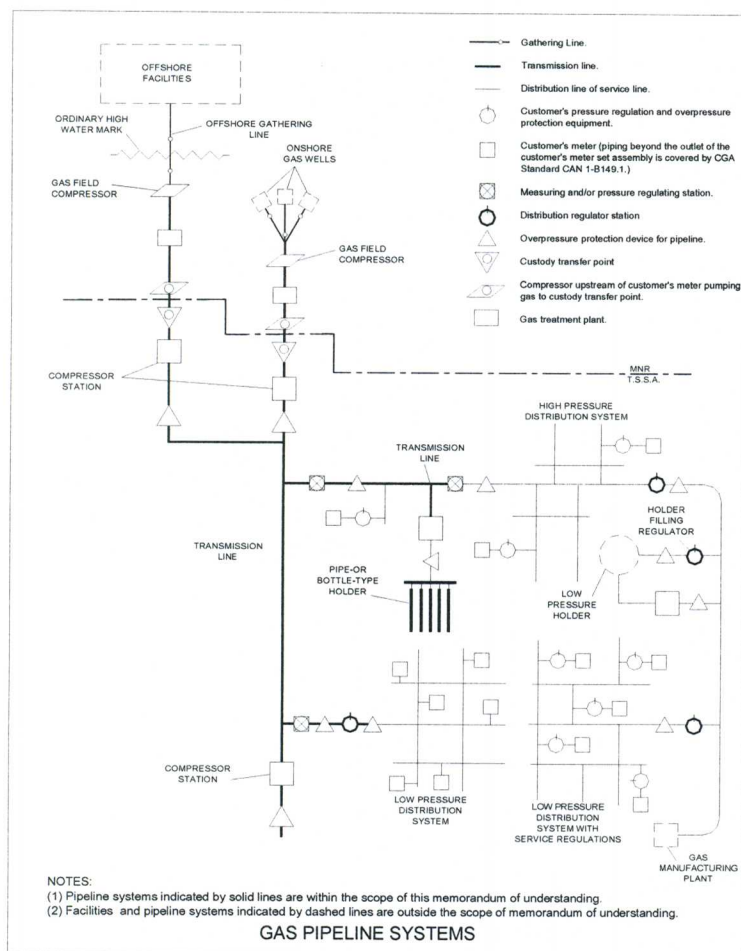 OFFSHORE
FACILITIES
ORDINARY HIGH
WATER MARK
OFFSHORE GATHERING
LINE
ONSHORE
GAS WELLS
GAS FIELD
COMPRESSOR
GAS FIELD
COMPRESSOR
Gathering Line.
Transmission line.
Distribution line of service line.
Customer's pressure regulation and overpressure
protection equipment.
Customer's meter (piping beyond the outlet of the
customer's meter set assembly is covered by CGA
Standard CAN 1-B149.1.)
Measuring and/or pressure regulating station.
Distribution regulator station
Overpressure protection device for pipeline.
Custody transfer point
Compressor upstream of customer's meter pumping
gas to custody transfer point.
Gas treatment plant.
MNR
T.S.S.A.
COMPRESSOR
STATION
HIGH PRESSURE
DISTRIBUTION SYSTEM
TRANSMISSION
LINE
HOLDER
FILLING
REGULATOR
TRANSMISSION
LINE
PIPE-OR
BOTTLE-TYPE
HOLDER
LOW
PRESSURE
HOLDER
COMPRESSOR
STATION
LOW PRESSURE
DISTRIBUTION
SYSTEM
LOW PRESSURE
DISTRIBUTION
SYSTEM WITH
SERVICE REGULATIONS
GAS
MANUFACTURING
PLANT
NOTES:
(1) Pipeline systems indicated by solid lines are within the scope of this memorandum of understanding.
(2) Facilities and pipeline systems indicated by dashed lines are outside the scope of memorandum of understanding.
GAS PIPELINE SYSTEMS